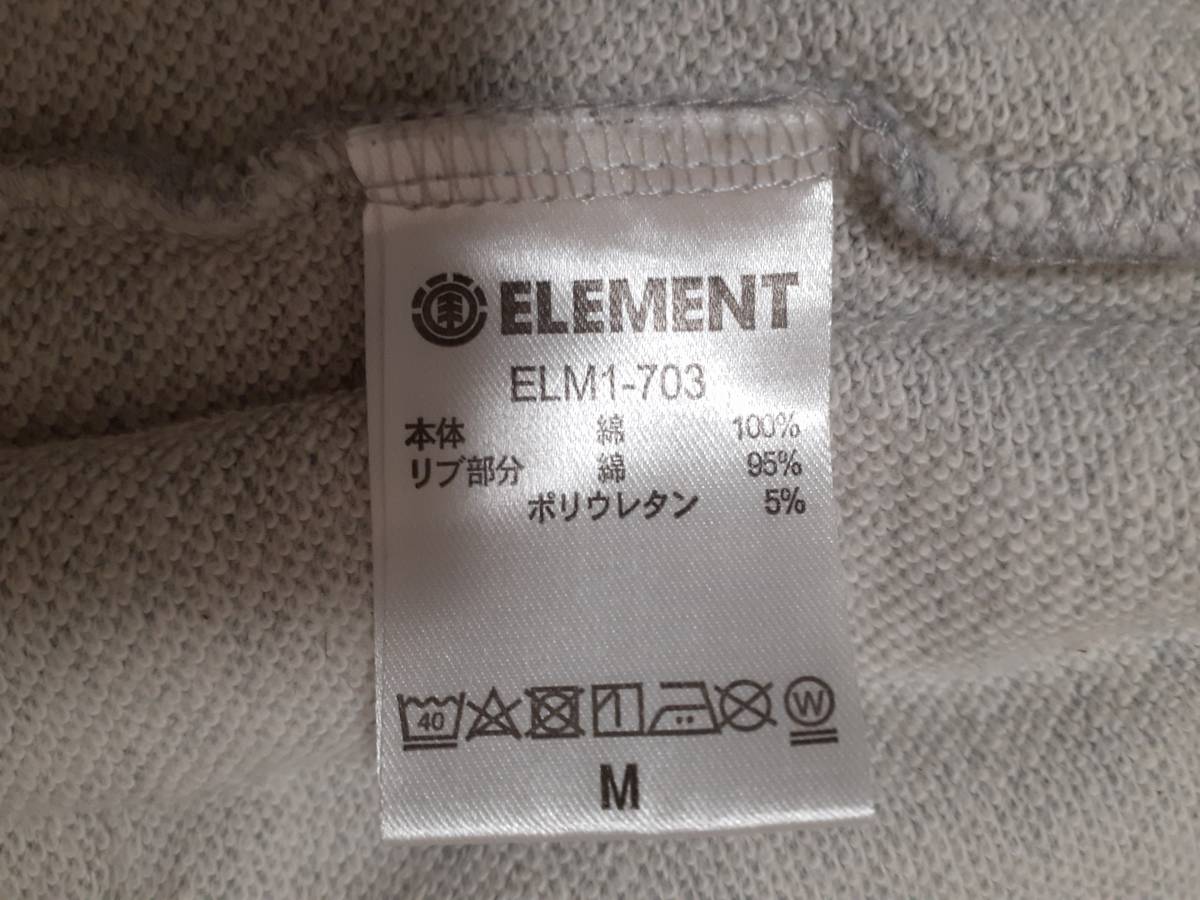 ELEMENT
ELM1-703
本体 綿 100%
リブ部分 綿 95%
ポリウレタン 5%
40 W
M